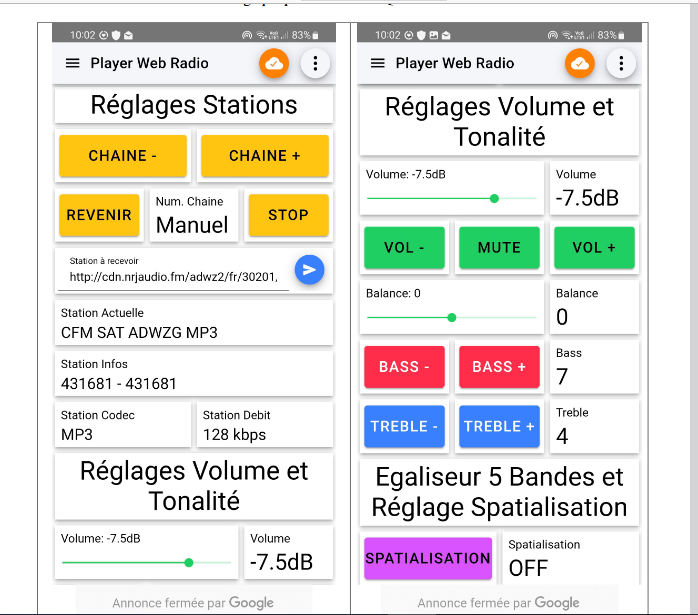 10:02 83%
Player Web Radio
Réglages Stations
CHAINE - CHAINE +
REVENIR
Num. Chaine
Manuel
STOP
Station à recevoir
http://cdn.nrjaudio.fm/adwz2/fr/30201,
Station Actuelle
CFM SAT ADWZG MP3
Station Infos
431681 - 431681
Station Codec
MP3
Station Debit
128 kbps
Réglages Volume et
Tonalité
Volume: -7.5dB
Volume
-7.5dB
Annonce fermée par Google
10:02 83%
Player Web Radio
Réglages Volume et
Tonalité
Volume: -7.5dB
Volume
-7.5dB
VOL - MUTE VOL +
Balance: 0
Balance
0
BASS - BASS +
Bass
7
TREBLE - TREBLE +
Treble
4
Egaliseur 5 Bandes et
Réglage Spatialisation
SPATIALISATION
Spatialisation
OFF
Annonce fermée par Google